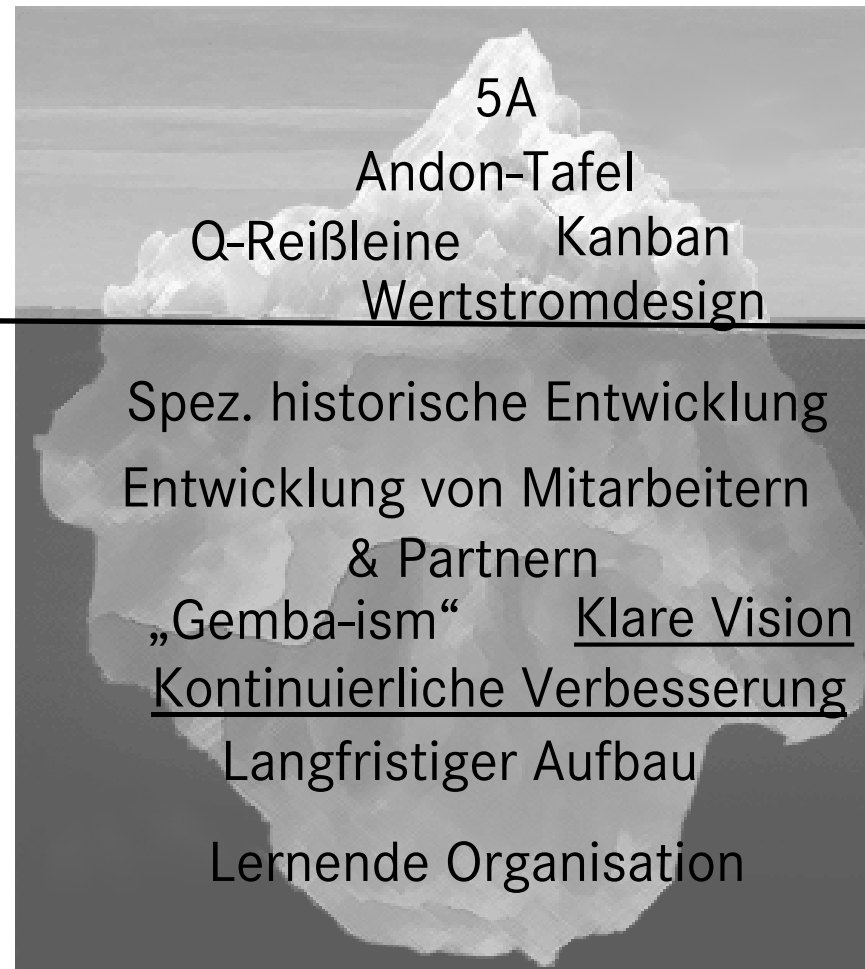 5A
Andon-Tafel
Q-Reißleine Kanban
Wertstromdesign
Spez. historische Entwicklung
Entwicklung von Mitarbeitern
& Partnern
„Gemba-ism“ Klare Vision
Kontinuierliche Verbesserung
Langfristiger Aufbau
Lernende Organisation